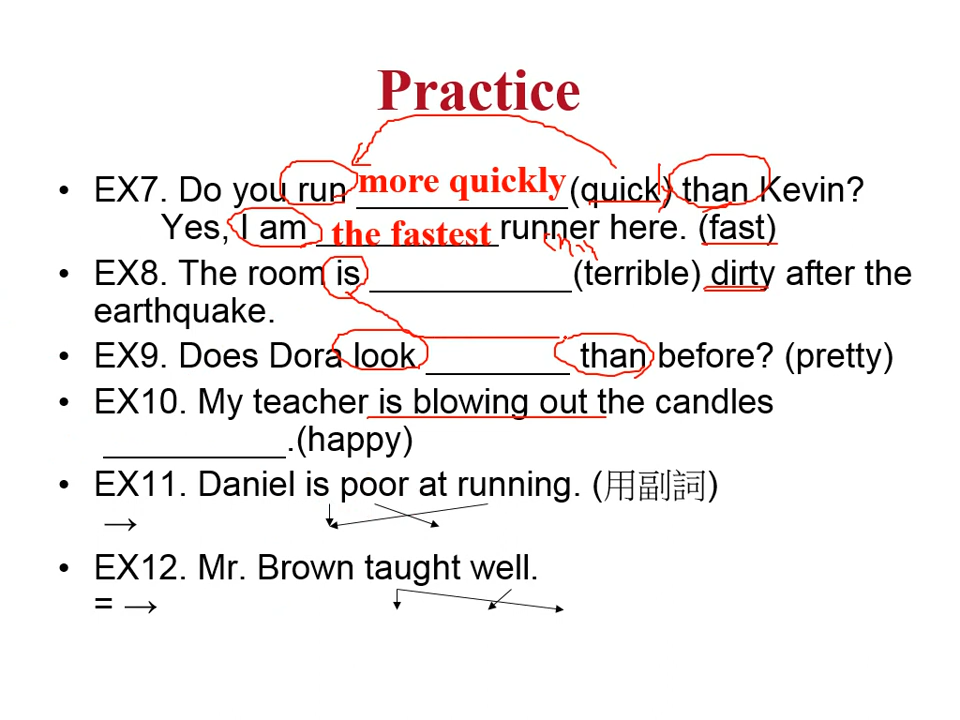 Practice
• EX7. Do you run more quickly (quick) than Kevin?
Yes, I am the fastest runner here. (fast)
• EX8. The room is ____________ (terrible) dirty after the
earthquake.
• EX9. Does Dora look ________ than before? (pretty)
• EX10. My teacher is blowing out the candles
__________.(happy)
• EX11. Daniel is poor at running. (用副詞)
→
• EX12. Mr. Brown taught well.
= →